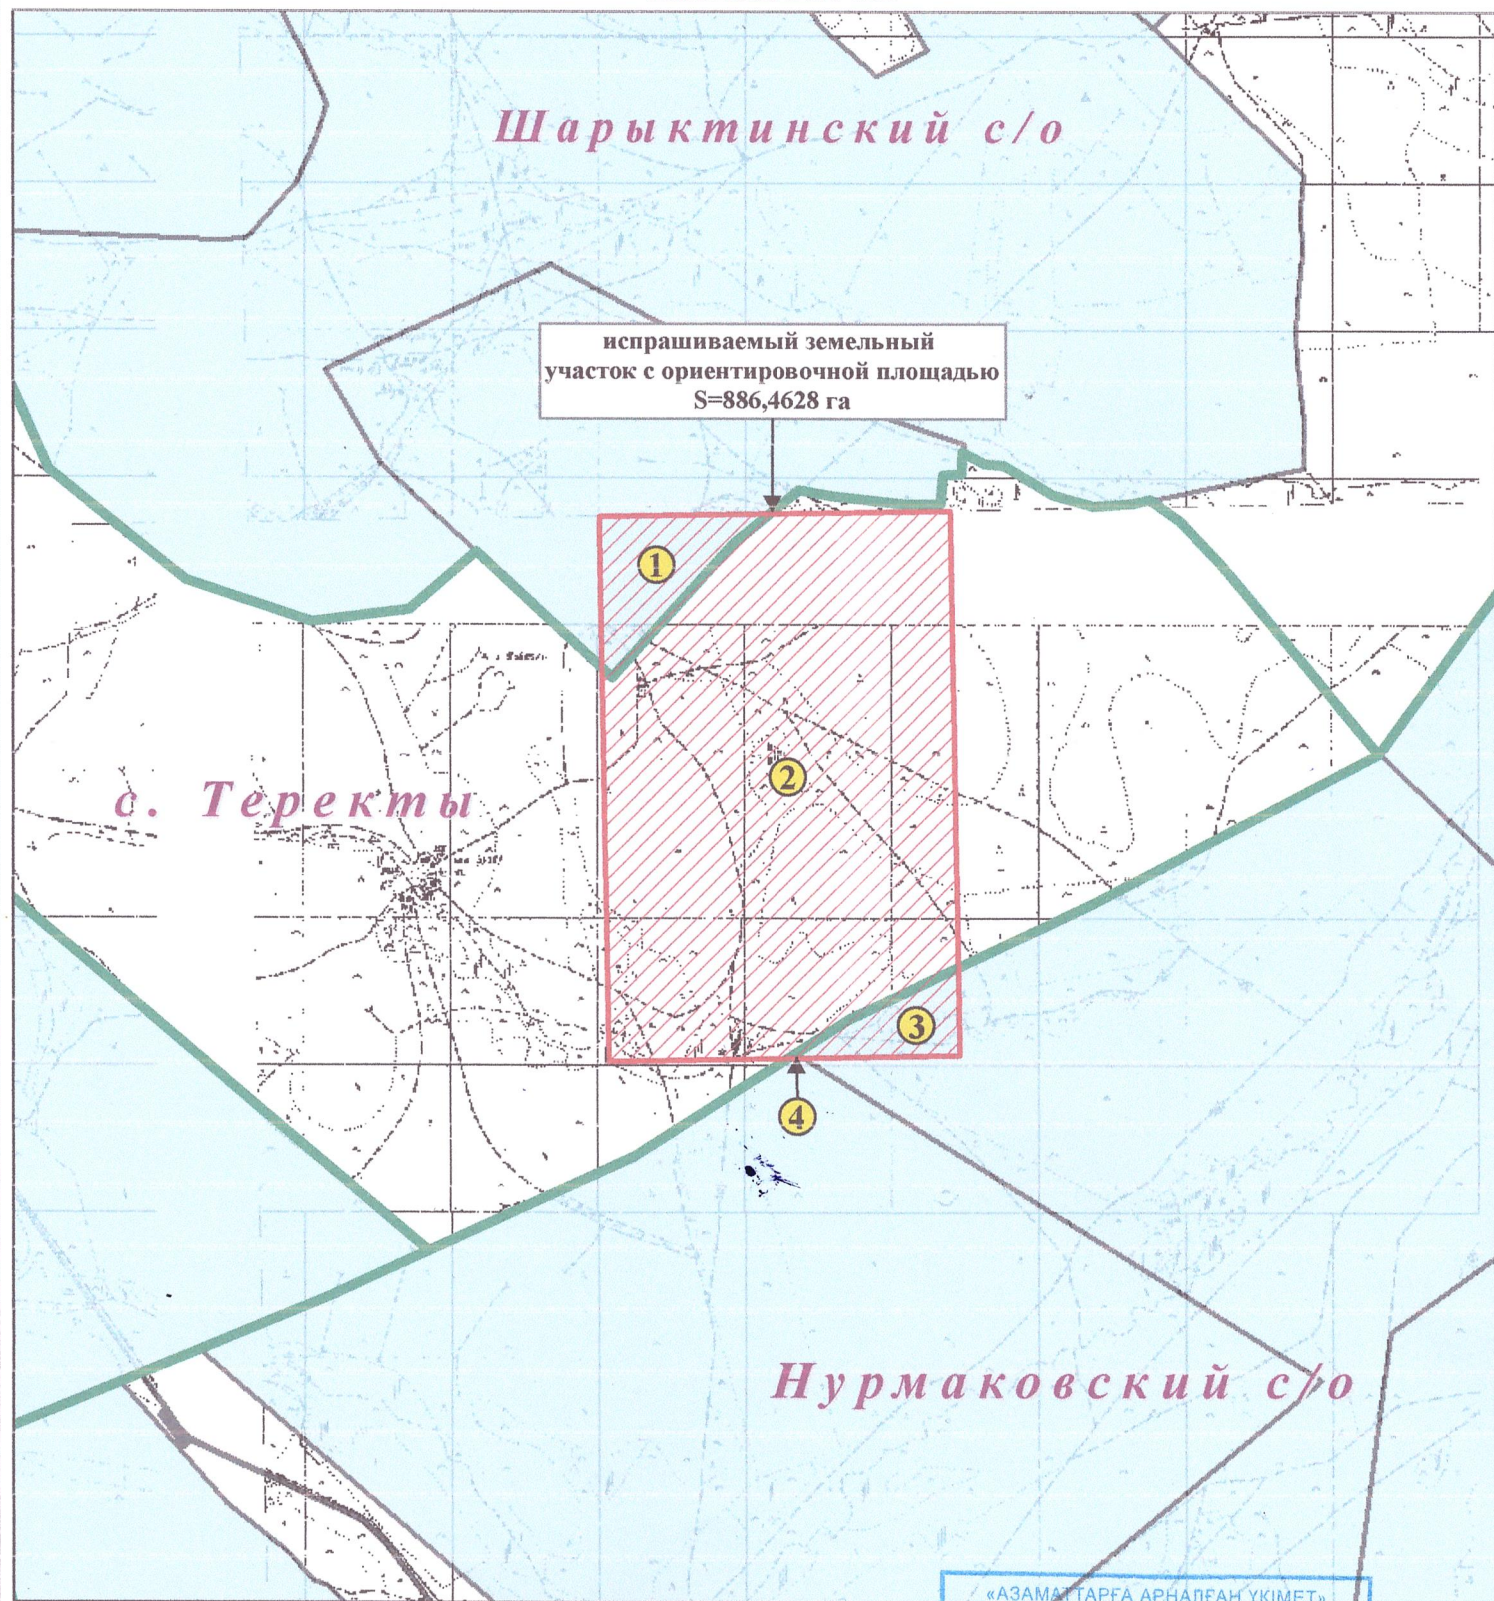 Шарыктинский с/о
испрашиваемый земельный
участок с ориентировочной площадью
S=886,4628 га
1
2
с. Теректы
3
4
Нурмаковский с/о
«АЗАМАТТАРҒА АРНАЛҒАН ҮКІМЕТ»